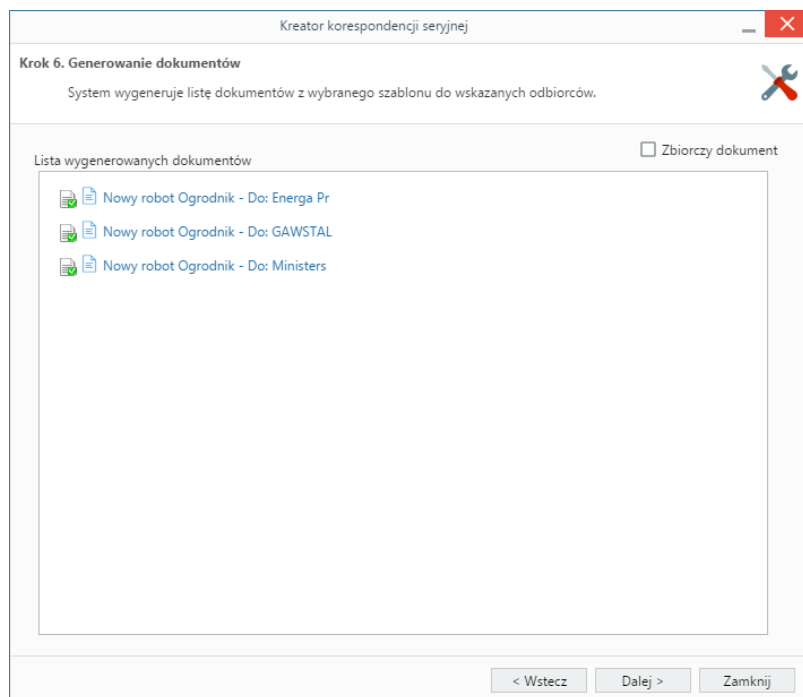 Kreator korespondencji seryjnej
Krok 6. Generowanie dokumentów
System wygeneruje listę dokumentów z wybranego szablonu do wskazanych odbiorców.
Zbiorczy dokument
Lista wygenerowanych dokumentów
Nowy robot Ogrodnik - Do: Energa Pr
Nowy robot Ogrodnik - Do: GAWSTAL
Nowy robot Ogrodnik - Do: Ministers
< Wstecz Dalej > Zamknij